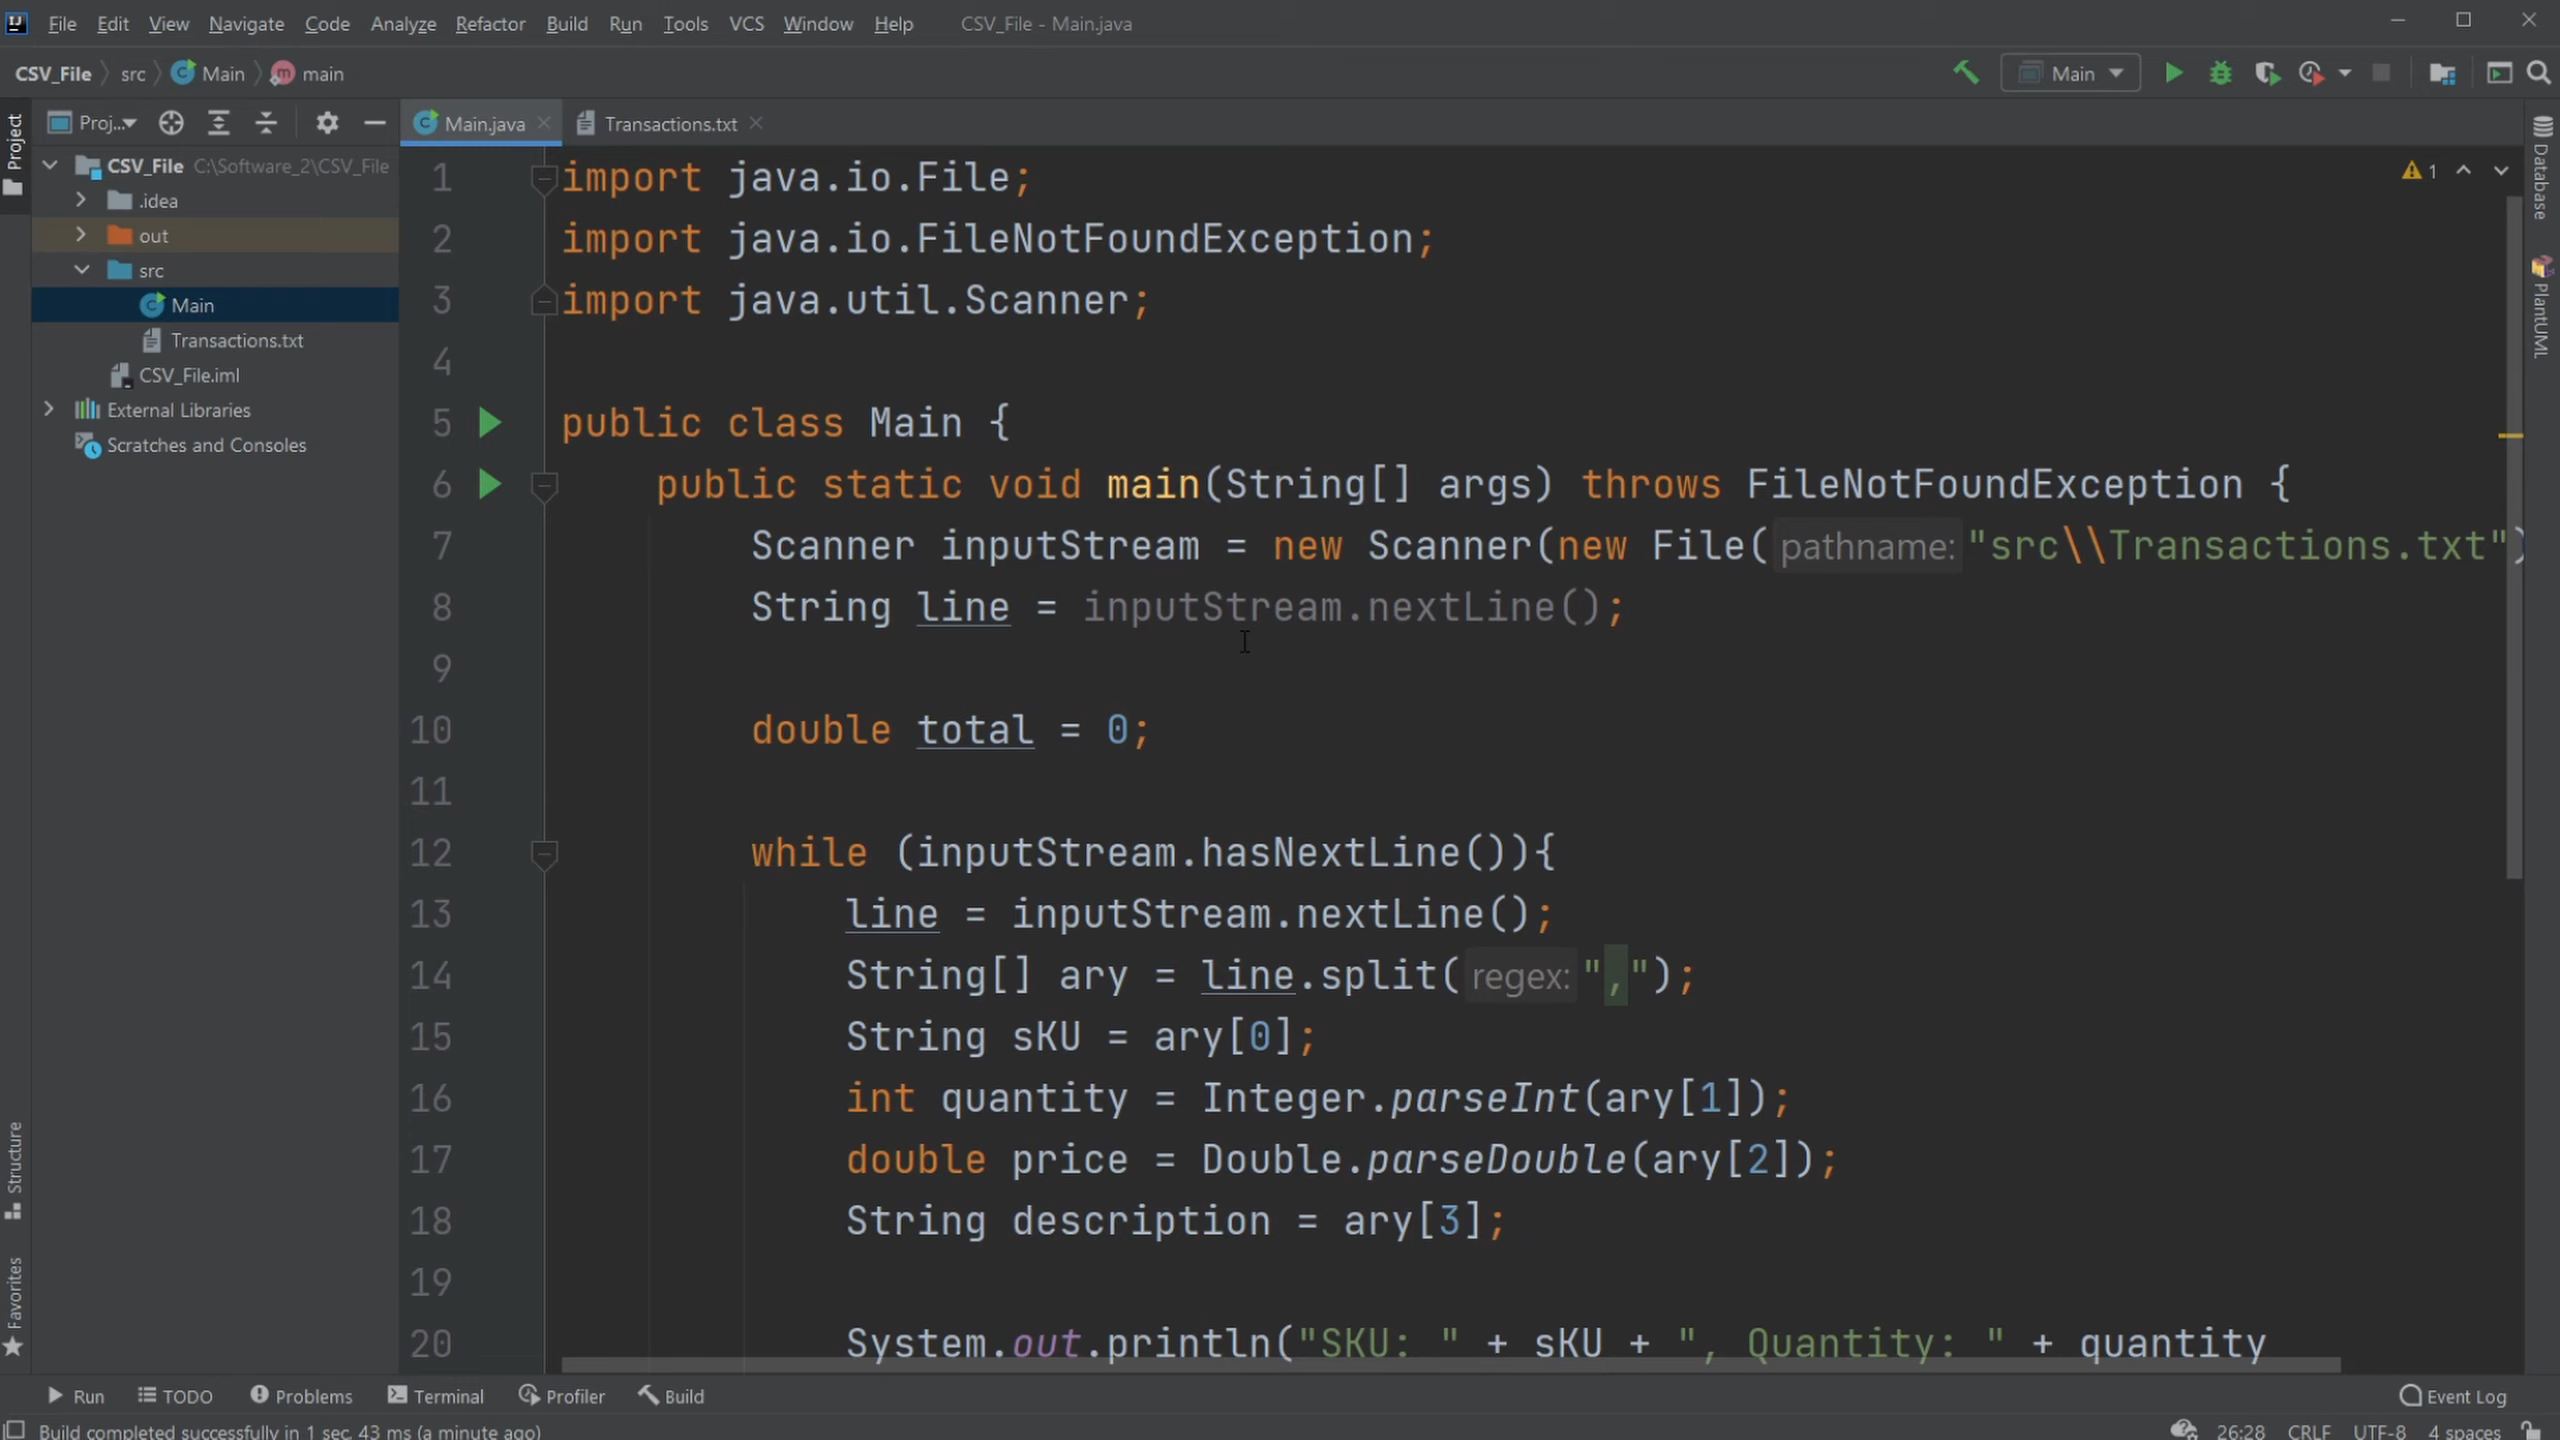 File Edit View Navigate Code Analyze Refactor Build Run Tools VCS Window Help CSV_File - Main.java
CSV_File src Main main
Main
Project
Proj...
Main.java
Transactions.txt
CSV_File C:\Software_2\CSV_File
.idea
out
src
Main
Transactions.txt
CSV_File.iml
External Libraries
Scratches and Consoles
1
1 import java.io.File;
2 import java.io.FileNotFoundException;
3 import java.util.Scanner;
4
5 public class Main {
6 public static void main(String[] args) throws FileNotFoundException {
7 Scanner inputStream = new Scanner(new File( pathname: "src\\Transactions.txt")
8 String line = inputStream.nextLine();
9
10 double total = 0;
11
12 while (inputStream.hasNextLine()){
13 line = inputStream.nextLine();
14 String[] ary = line.split( regex: ",");
15 String sKU = ary[0];
16 int quantity = Integer.parseInt(ary[1]);
17 double price = Double.parseDouble(ary[2]);
18 String description = ary[3];
19
20 System.out.println("SKU: " + sKU + ", Quantity: " + quantity
Database
PlantUML
Structure
Favorites
Run TODO Problems Terminal Profiler Build Event Log
Build completed successfully in 1 sec, 43 ms (a minute ago) 26:28 CRLF UTF-8 4 spaces